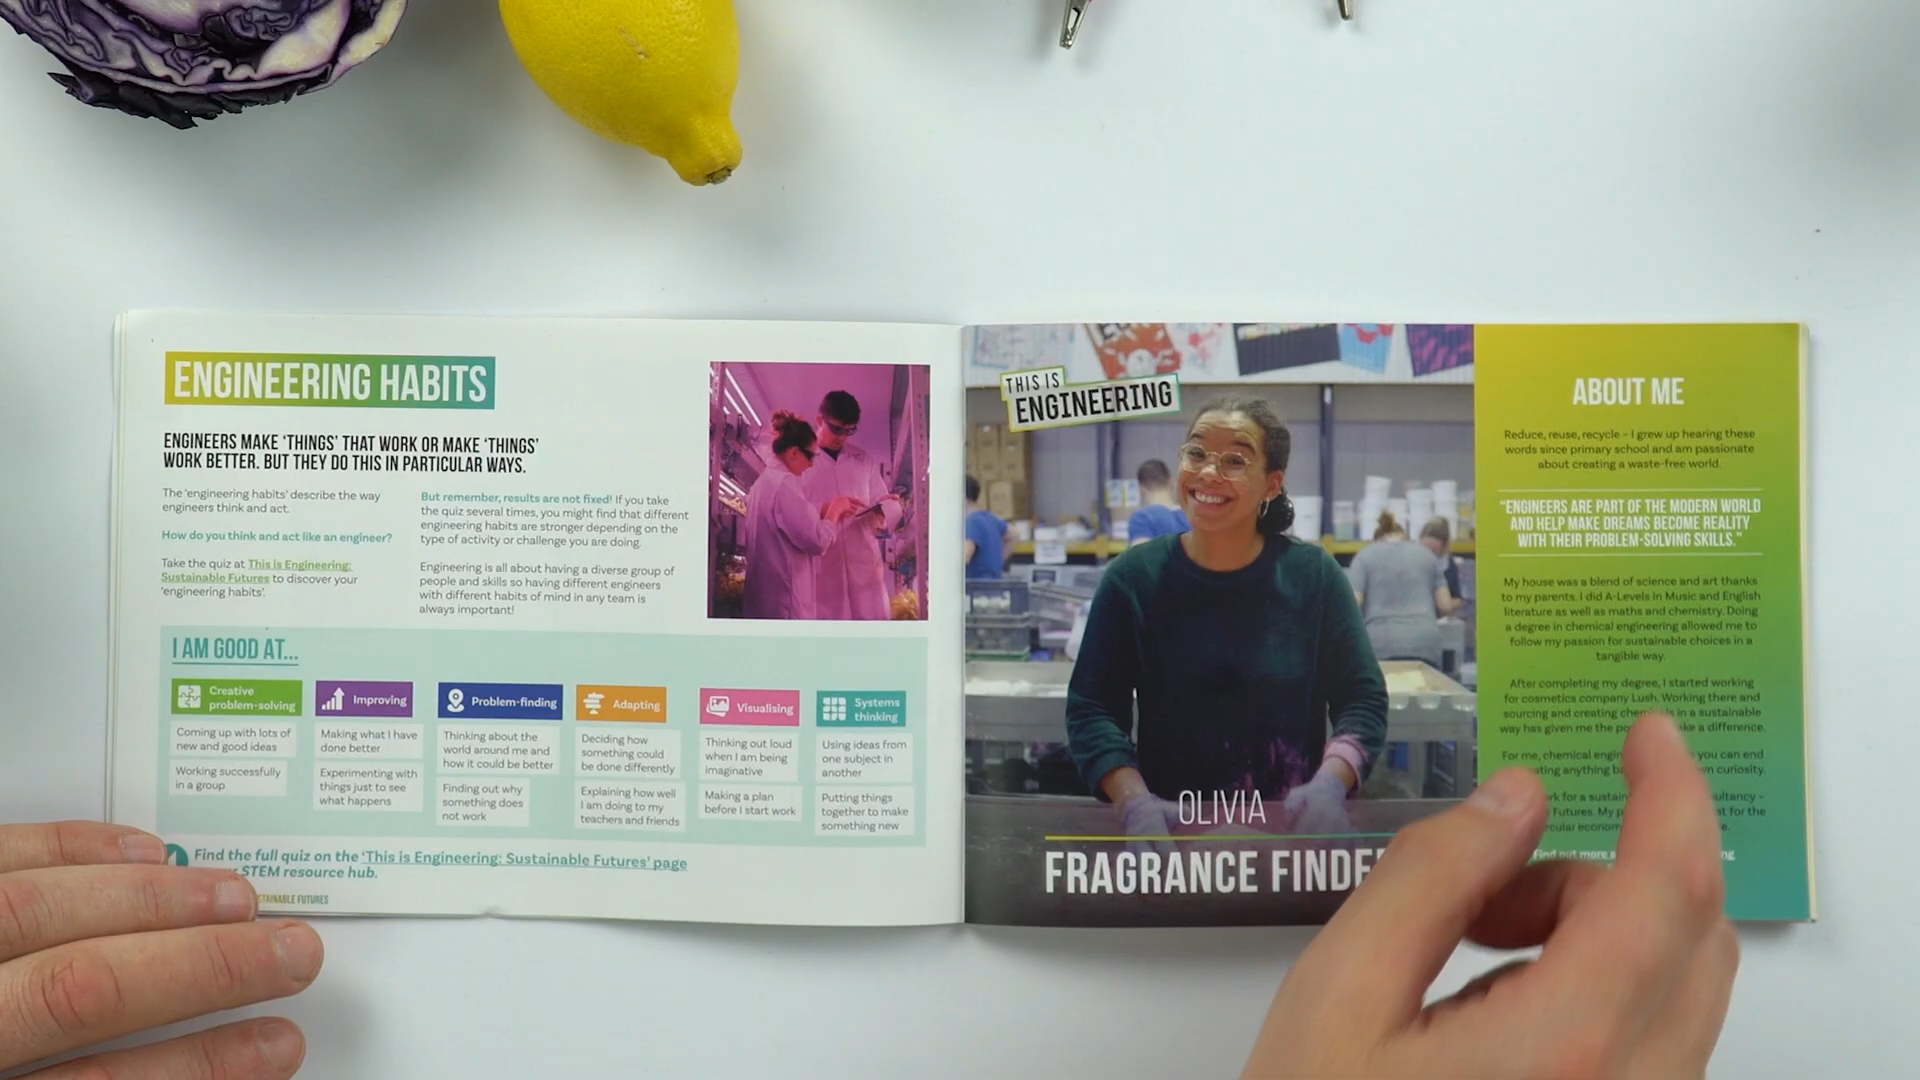 ENGINEERING HABITS
ENGINEERS MAKE ‘THINGS’ THAT WORK OR MAKE ‘THINGS’
WORK BETTER. BUT THEY DO THIS IN PARTICULAR WAYS.
The ‘engineering habits’ describe the way
engineers think and act.
How do you think and act like an engineer?
Take the quiz at This is Engineering:
Sustainable Futures to discover your
‘engineering habits’.
But remember, results are not fixed! If you take
the quiz several times, you might find that different
engineering habits are stronger depending on the
type of activity or challenge you are doing.
Engineering is all about having a diverse group of
people and skills so having different engineers
with different habits of mind in any team is
always important!
I AM GOOD AT...
Creative
problem-solving
Coming up with lots of
new and good ideas
Working successfully
in a group
Improving
Making what I have
done better
Experimenting with
things just to see
what happens
Problem-finding
Thinking about the
world around me and
how it could be better
Finding out why
something does
not work
Adapting
Deciding how
something could
be done differently
Explaining how well
I am doing to my
teachers and friends
Visualising
Thinking out loud
when I am being
imaginative
Making a plan
before I start work
Systems
thinking
Using ideas from
one subject in
another
Putting things
together to make
something new
Find the full quiz on the ‘This is Engineering: Sustainable Futures’ page
STEM resource hub.
FUTURES
THIS IS
ENGINEERING
OLIVIA
FRAGRANCE
ABOUT ME
Reduce, reuse, recycle – I grew up hearing these
words since primary school and am passionate
about creating a waste-free world.
“ENGINEERS ARE PART OF THE MODERN WORLD
AND HELP MAKE DREAMS BECOME REALITY
WITH THEIR PROBLEM-SOLVING SKILLS.”
My house was a blend of science and art thanks
to my parents. I did A-Levels in Music and English
literature as well as maths and chemistry. Doing
a degree in chemical engineering allowed me to
follow my passion for sustainable choices in a
tangible way.
After completing my degree, I started working
for cosmetics company Lush. Working there and
sourcing and creating chemicals in a sustainable
way has given me the a difference.
For me, chemical you can end
anything curiosity.
for a
Futures. My for the
Find out more